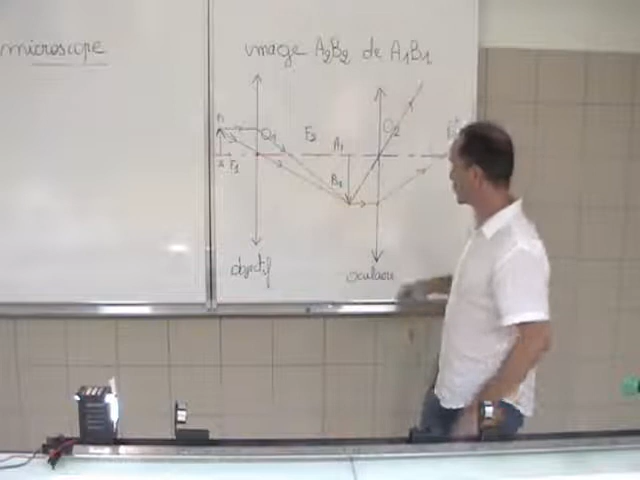 microscope
image A₂B₂ de A₁B₁
O₁
F₂
A₁
O₂
B₁
F₁
objectif
oculaire